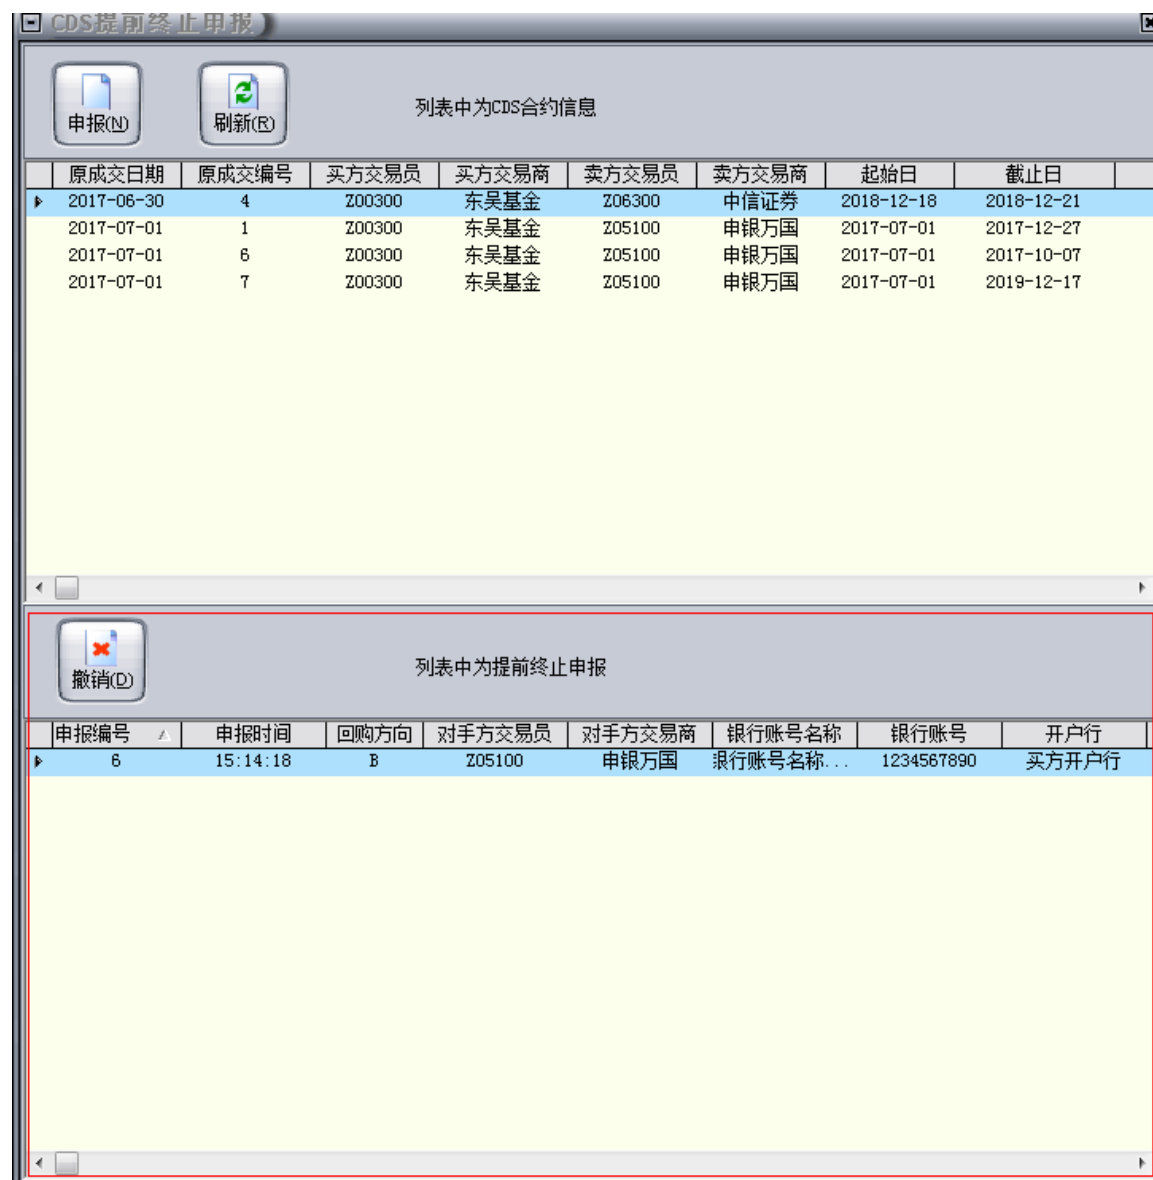 CDS提前终止申报
申报(N) 刷新(R) 列表中为CDS合约信息
原成交日期 原成交编号 买方交易员 买方交易商 卖方交易员 卖方交易商 起始日 截止日
2017-06-30 4 Z00300 东吴基金 Z06300 中信证券 2018-12-18 2018-12-21
2017-07-01 1 Z00300 东吴基金 Z05100 申银万国 2017-07-01 2017-12-27
2017-07-01 6 Z00300 东吴基金 Z05100 申银万国 2017-07-01 2017-10-07
2017-07-01 7 Z00300 东吴基金 Z05100 申银万国 2017-07-01 2019-12-17
撤销(D) 列表中为提前终止申报
申报编号 申报时间 回购方向 对手方交易员 对手方交易商 银行账号名称 银行账号 开户行
6 15:14:18 B Z05100 申银万国 银行账号名称... 1234567890 买方开户行